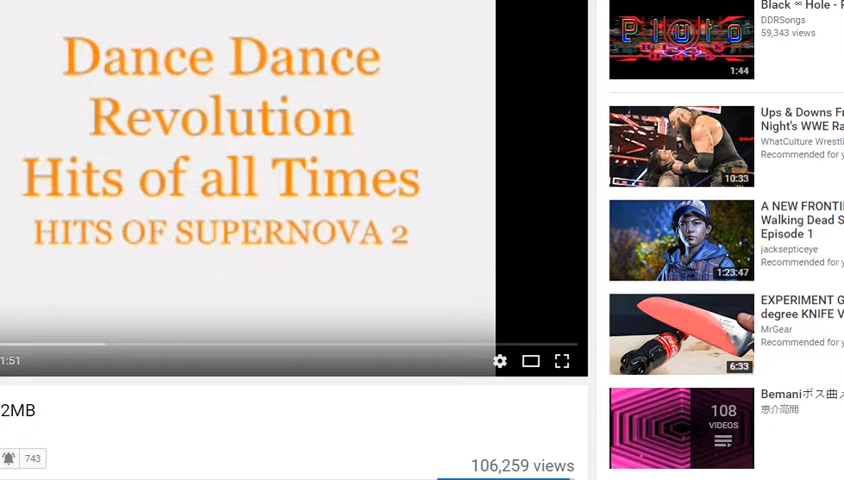 Dance Dance
Revolution
Hits of all Times
HITS OF SUPERNOVA 2
1:51
2MB
743
106,259 views
Pluto
1:44
Black ∞ Hole -
DDRSongs
59,343 views
10:33
Ups & Downs
Night's WWE
WhatCulture
Recommended for
1:23:47
A NEW
Walking Dead
Episode 1
jacksepticeye
Recommended for
6:33
EXPERIMENT
degree KNIFE
MrGear
Recommended for
108
VIDEOS
Bemaniボス曲
恵介高間